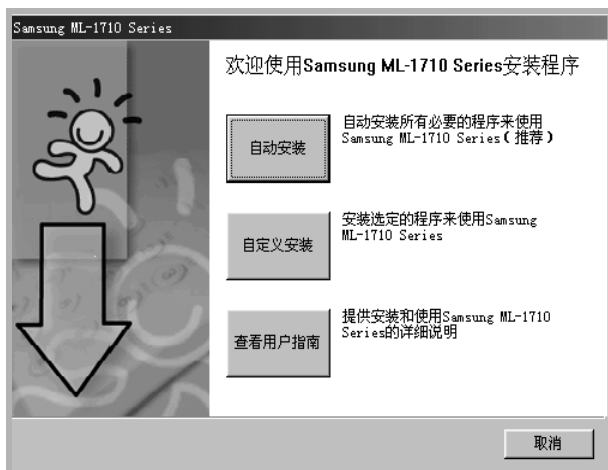 Samsung ML-1710 Series
欢迎使用Samsung ML-1710 Series安装程序
自动安装
自动安装所有必要的程序来使用
Samsung ML-1710 Series(推荐)
自定义安装
安装选定的程序来使用Samsung
ML-1710 Series
查看用户指南
提供安装和使用Samsung ML-1710
Series的详细说明
取消